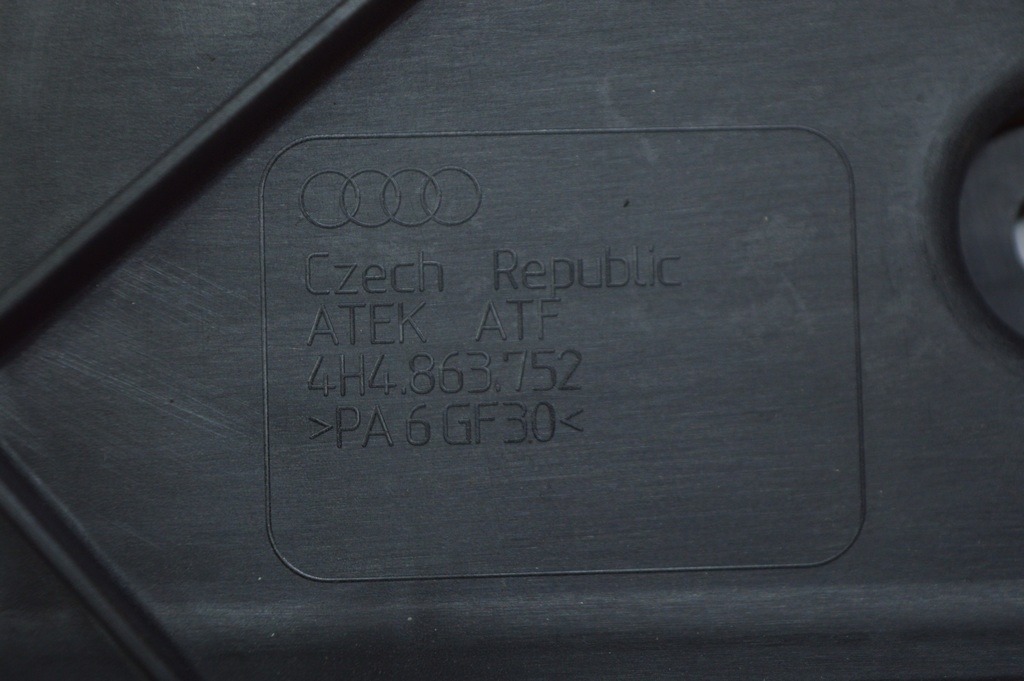 Czech Republic
ATEK ATF
4H4.863.752
>PA 6 GF30<